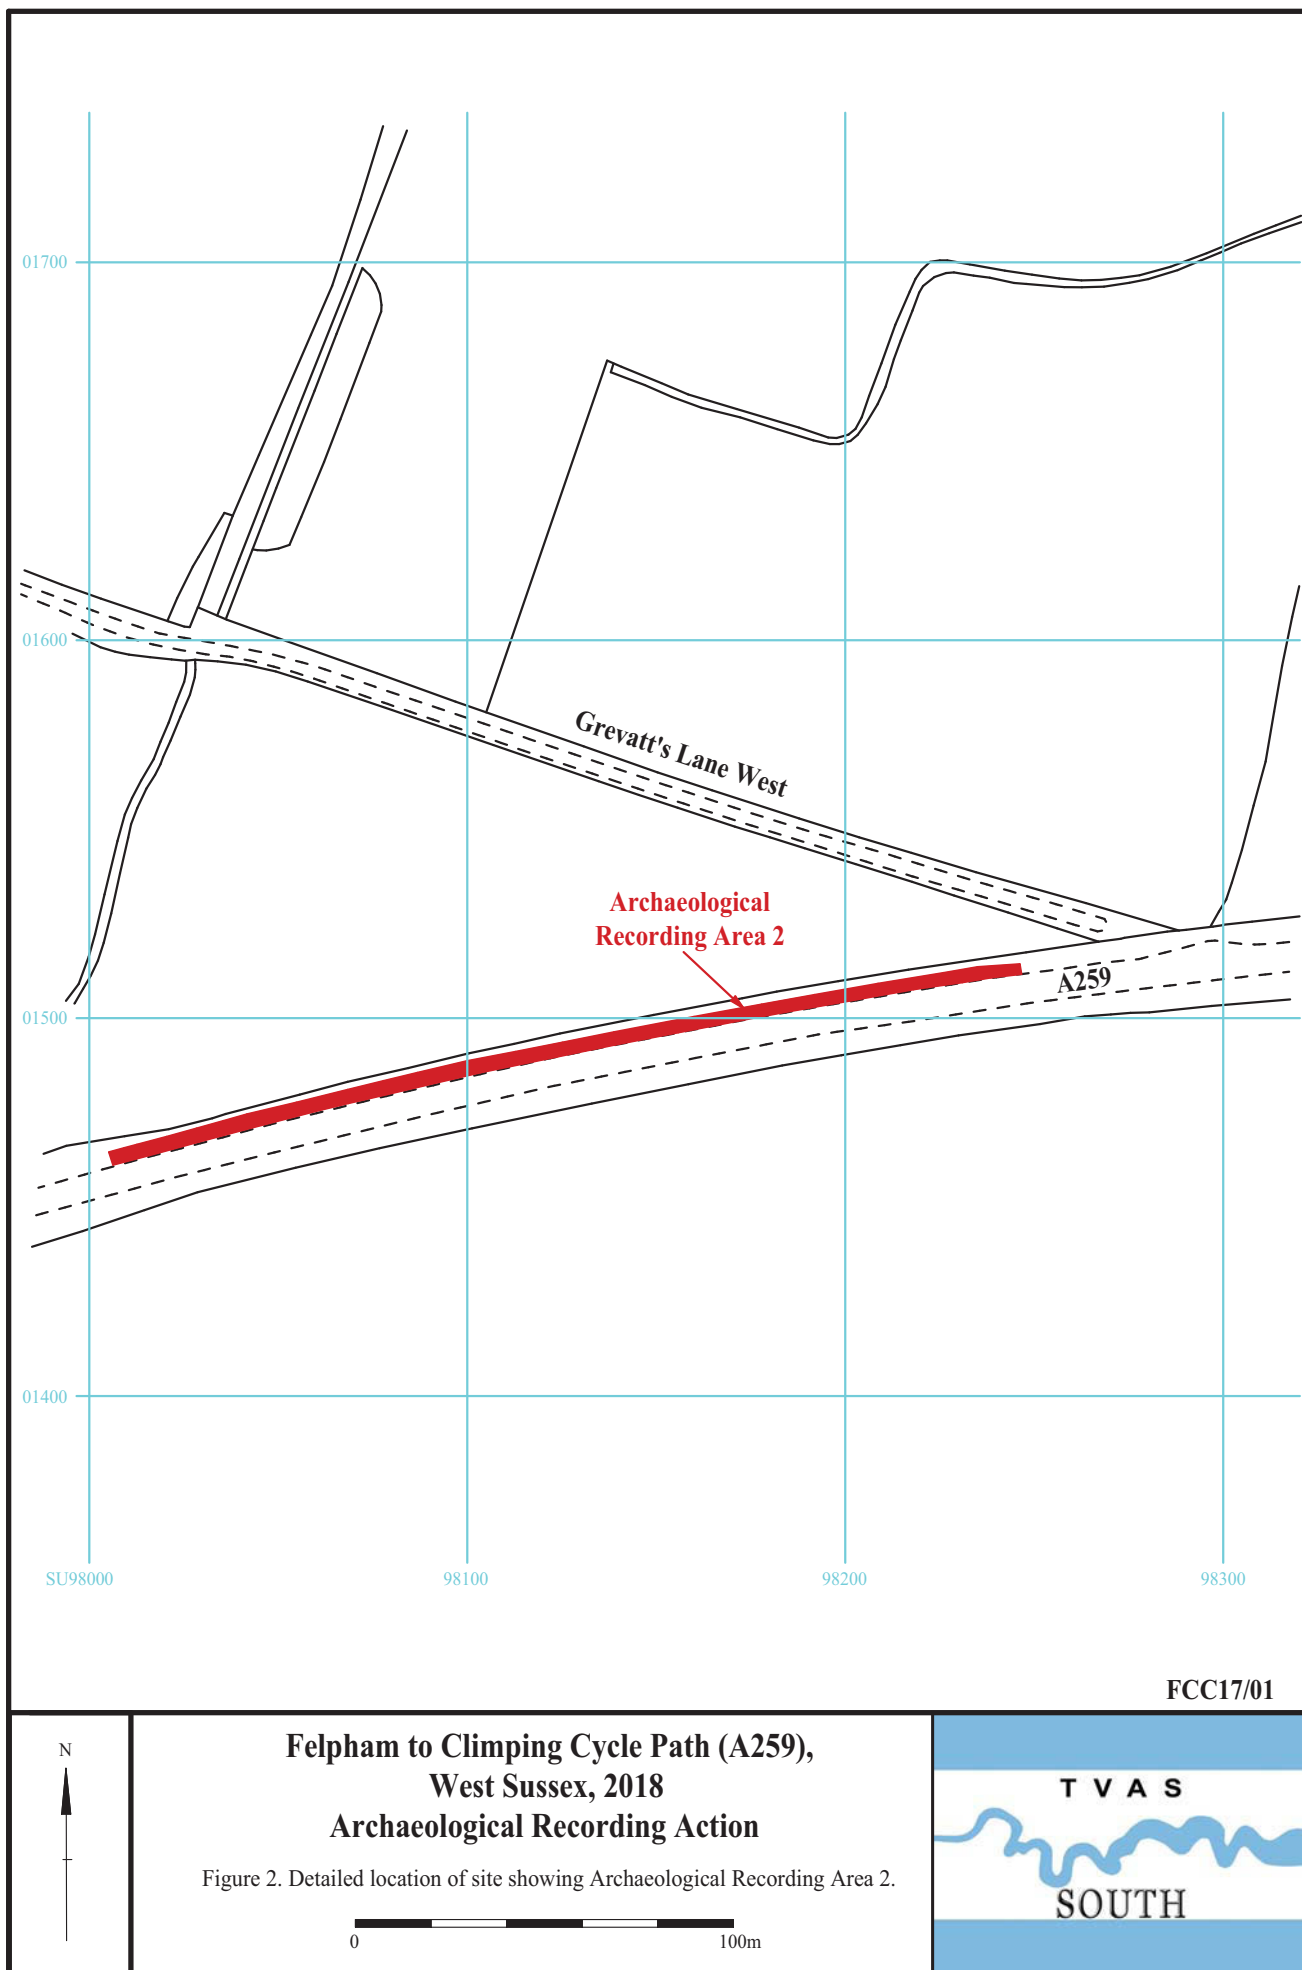 01700
01600
Grevatt's Lane West
Archaeological
Recording Area 2
A259
01500
01400
SU98000
98100
98200
98300
FCC17/01
N
Felpham to Climping Cycle Path (A259),
West Sussex, 2018
Archaeological Recording Action
Figure 2. Detailed location of site showing Archaeological Recording Area 2.
0
100m
TVAS
SOUTH